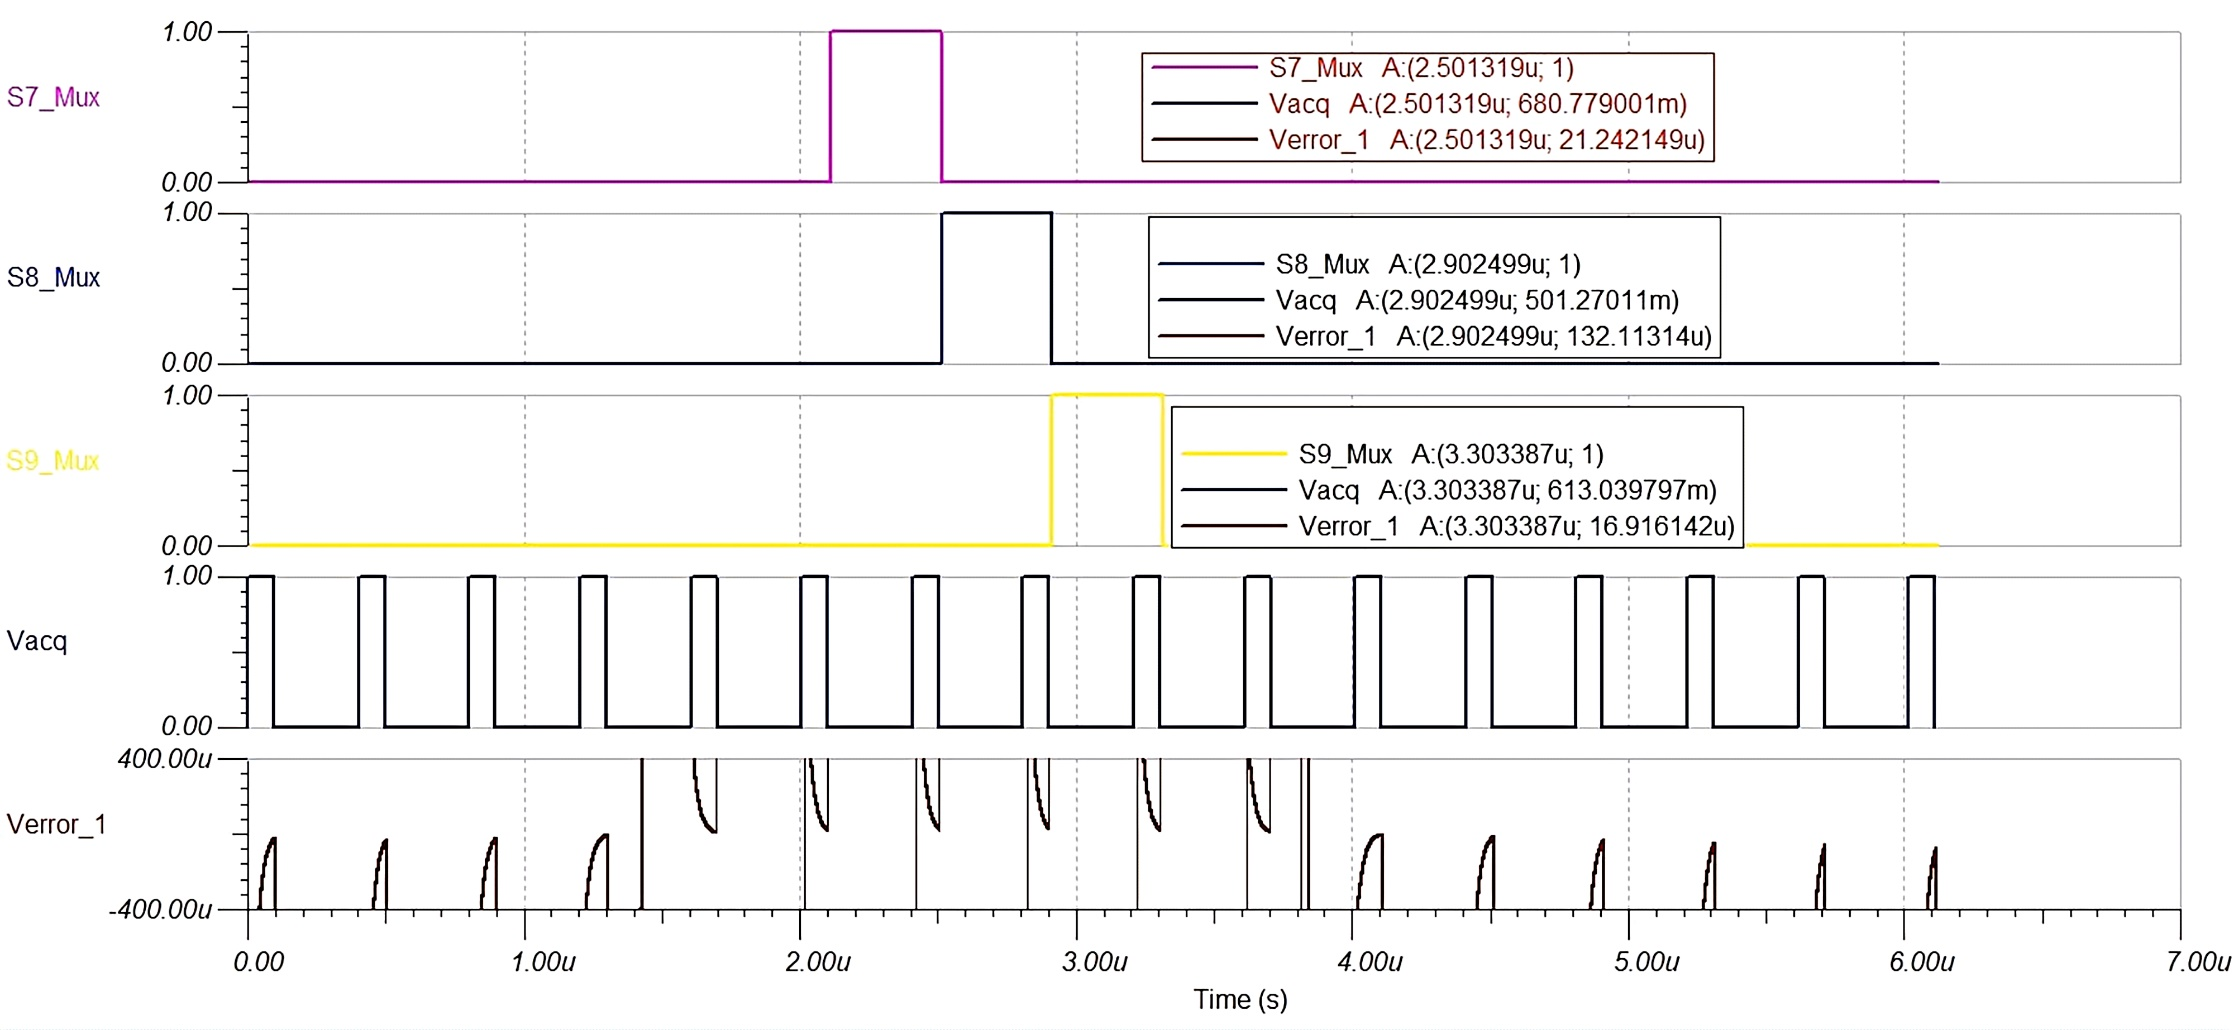 1.00
S7_Mux
0.00
S7_Mux A:(2.501319u; 1)
Vacq A:(2.501319u; 680.779001m)
Verror_1 A:(2.501319u; 21.242149u)
1.00
S8_Mux
0.00
S8_Mux A:(2.902499u; 1)
Vacq A:(2.902499u; 501.27011m)
Verror_1 A:(2.902499u; 132.11314u)
1.00
S9_Mux
0.00
S9_Mux A:(3.303387u; 1)
Vacq A:(3.303387u; 613.039797m)
Verror_1 A:(3.303387u; 16.916142u)
1.00
Vacq
0.00
400.00u
Verror_1
-400.00u
0.00 1.00u 2.00u 3.00u 4.00u 5.00u 6.00u 7.00u
Time (s)